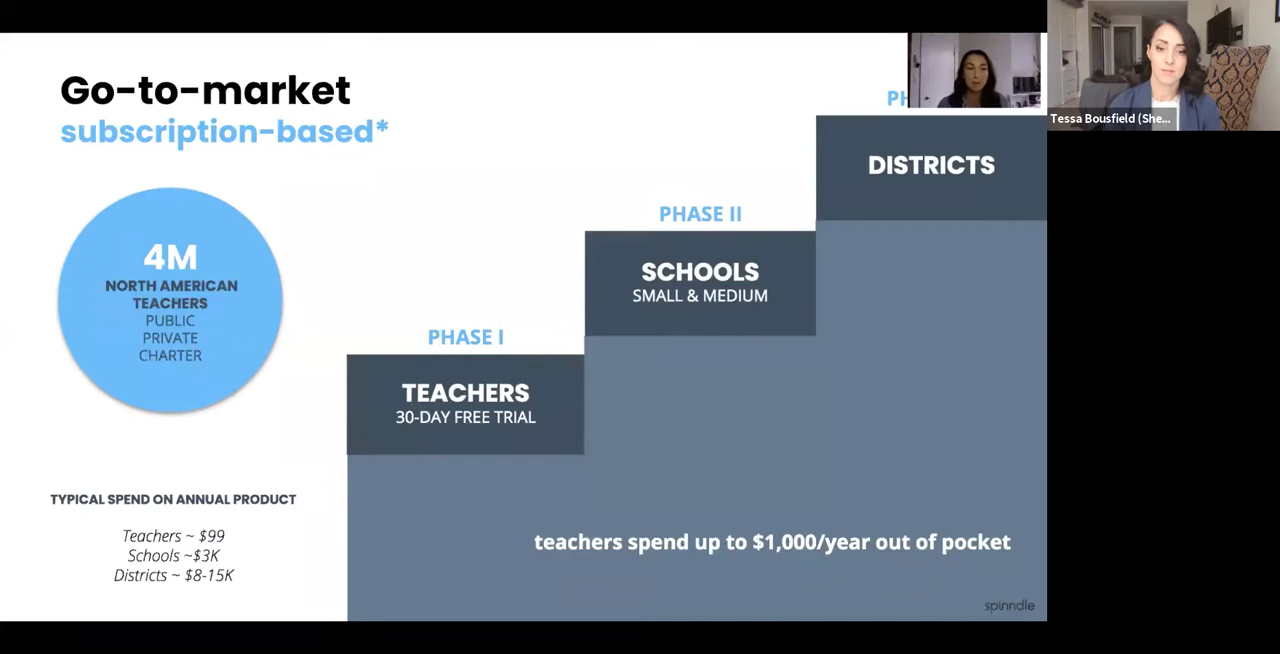 Go-to-market
subscription-based*
4M
NORTH AMERICAN
TEACHERS
PUBLIC
PRIVATE
CHARTER
TYPICAL SPEND ON ANNUAL PRODUCT
Teachers ~ $99
Schools ~$3K
Districts ~ $8-15K
PHASE I
TEACHERS
30-DAY FREE TRIAL
PHASE II
SCHOOLS
SMALL & MEDIUM
PH
DISTRICTS
teachers spend up to $1,000/year out of pocket
spinndle
Tessa Bousfield (She...